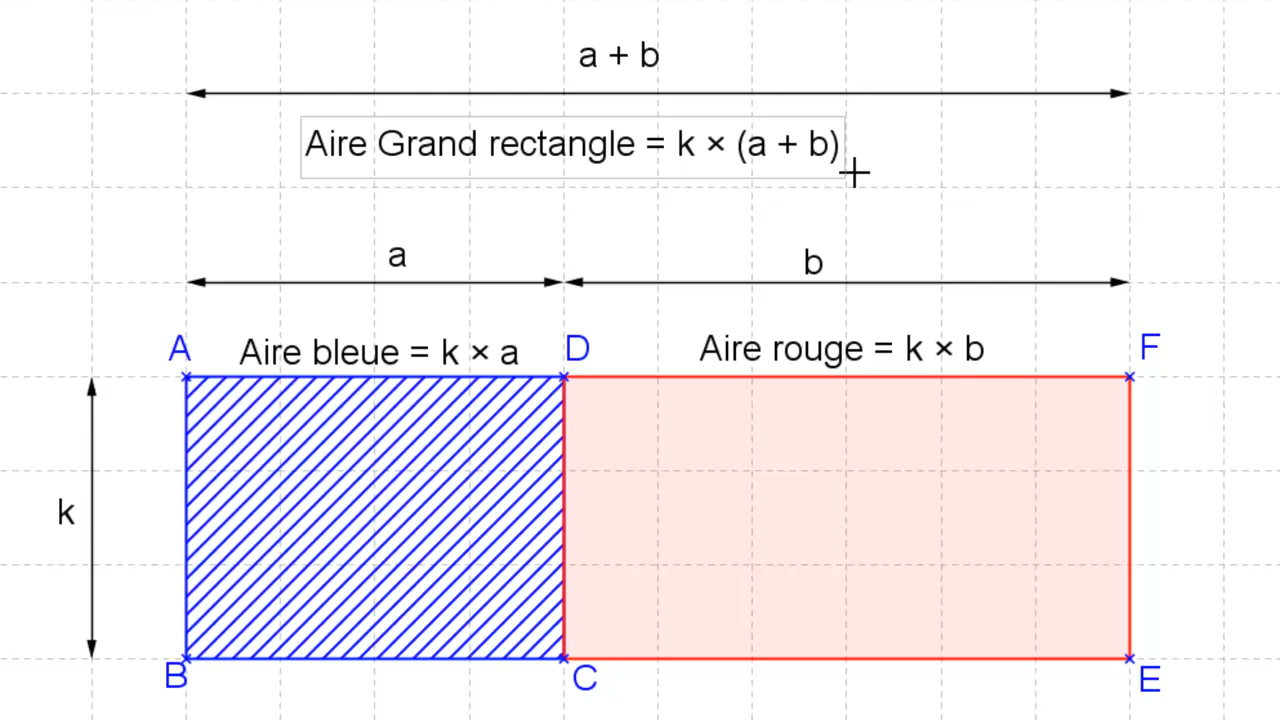 a + b
Aire Grand rectangle = k × (a + b)
a
b
A
Aire bleue = k × a
D
Aire rouge = k × b
F
k
B
C
E